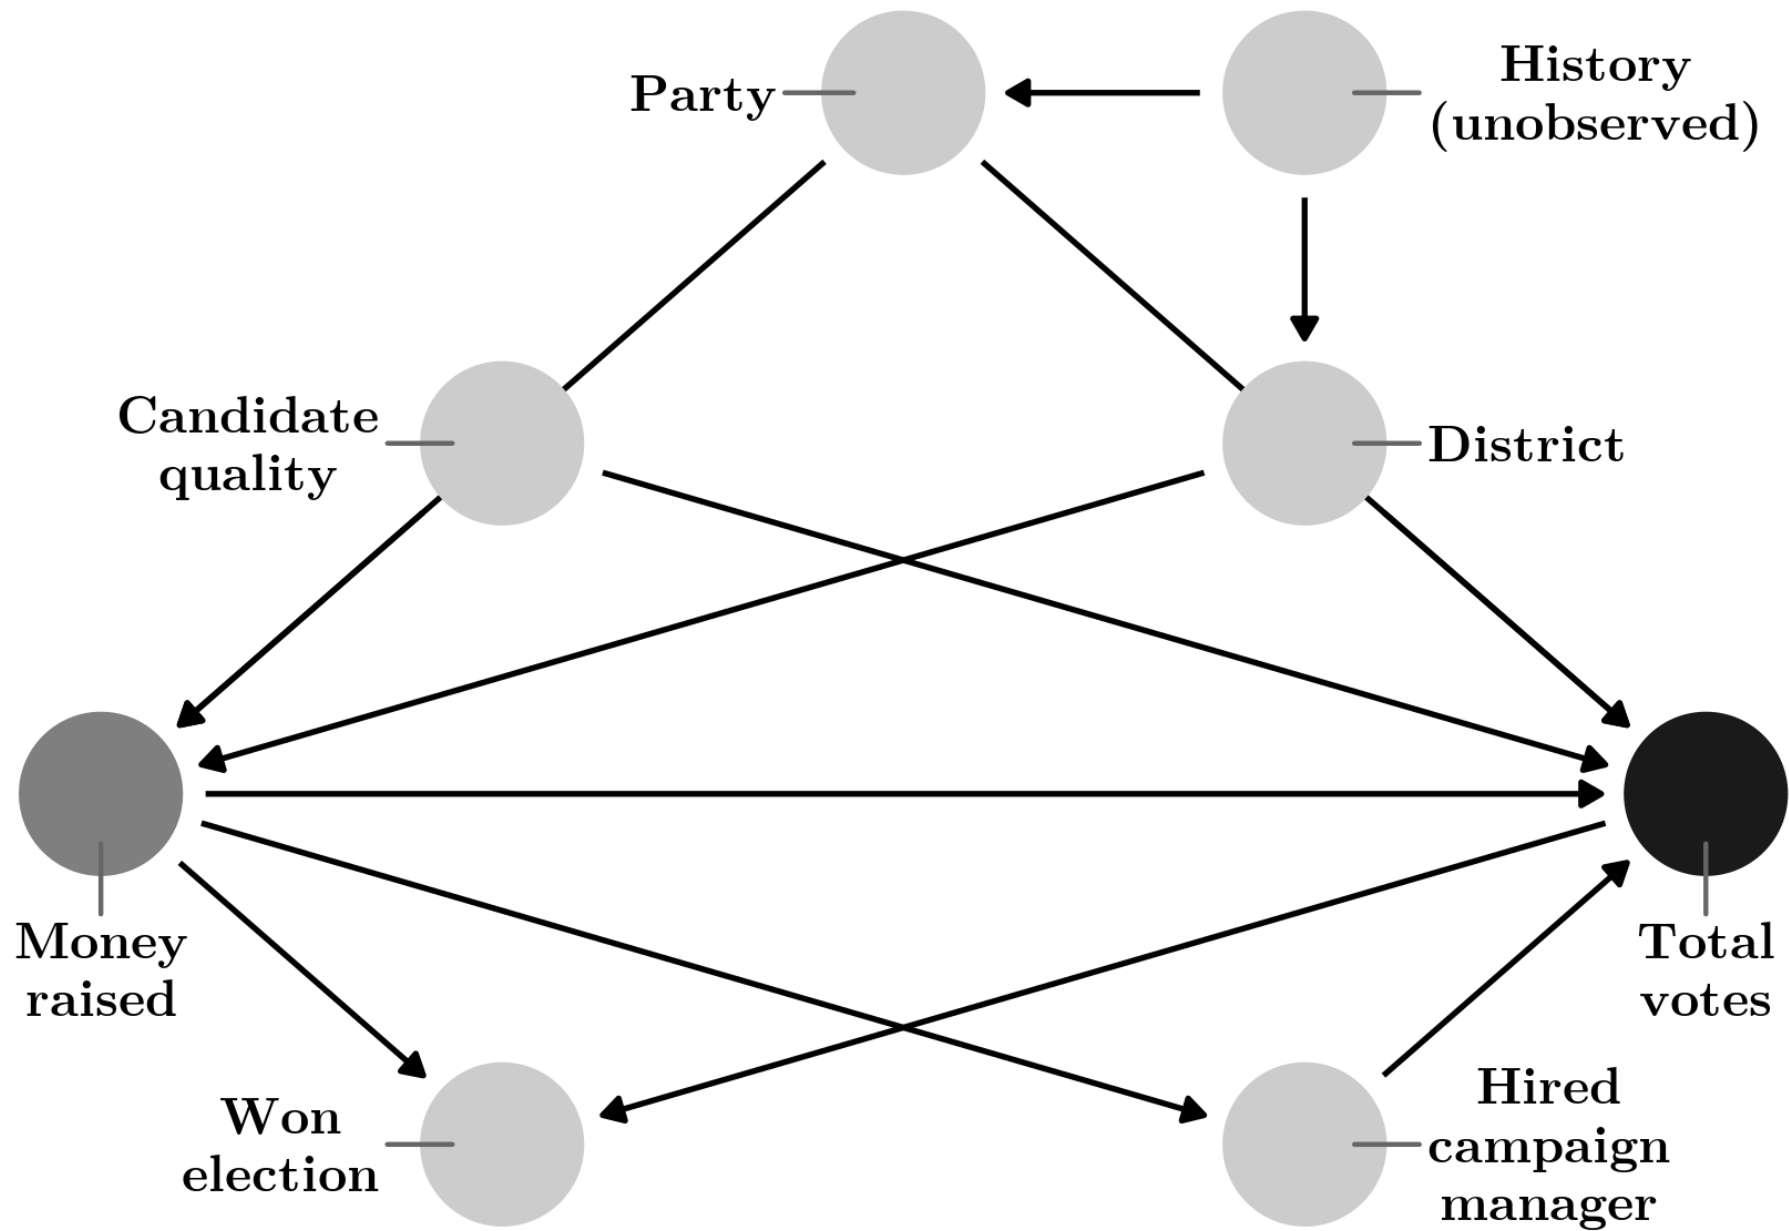 Party
History
(unobserved)
Candidate
quality
District
Money
raised
Total
votes
Won
election
Hired
campaign
manager